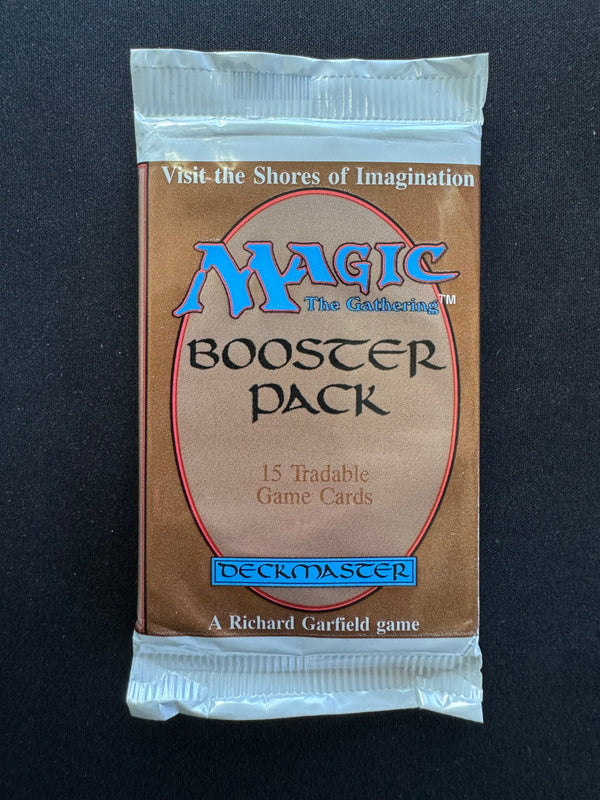 Visit the Shores of Imagination
MAGIC
The Gathering™
BOOSTER
PACK
15 Tradable
Game Cards
DECKMASTER
A Richard Garfield game